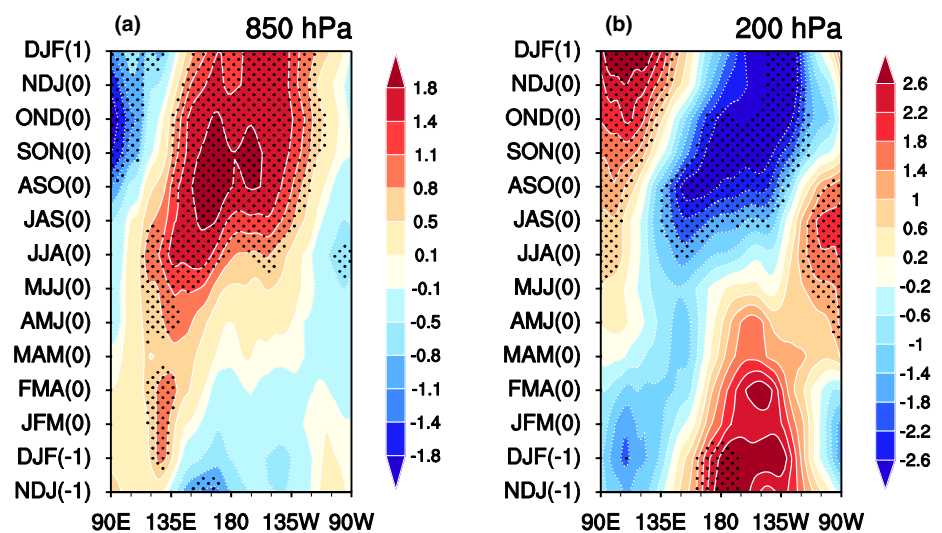 (a) 850 hPa
DJF(1)
NDJ(0)
OND(0)
SON(0)
ASO(0)
JAS(0)
JJA(0)
MJJ(0)
AMJ(0)
MAM(0)
FMA(0)
JFM(0)
DJF(-1)
NDJ(-1)
90E 135E 180 135W 90W
1.8
1.4
1.1
0.8
0.5
0.1
-0.1
-0.5
-0.8
-1.1
-1.4
-1.8
(b) 200 hPa
DJF(1)
NDJ(0)
OND(0)
SON(0)
ASO(0)
JAS(0)
JJA(0)
MJJ(0)
AMJ(0)
MAM(0)
FMA(0)
JFM(0)
DJF(-1)
NDJ(-1)
90E 135E 180 135W 90W
2.6
2.2
1.8
1.4
1
0.6
0.2
-0.2
-0.6
-1
-1.4
-1.8
-2.2
-2.6